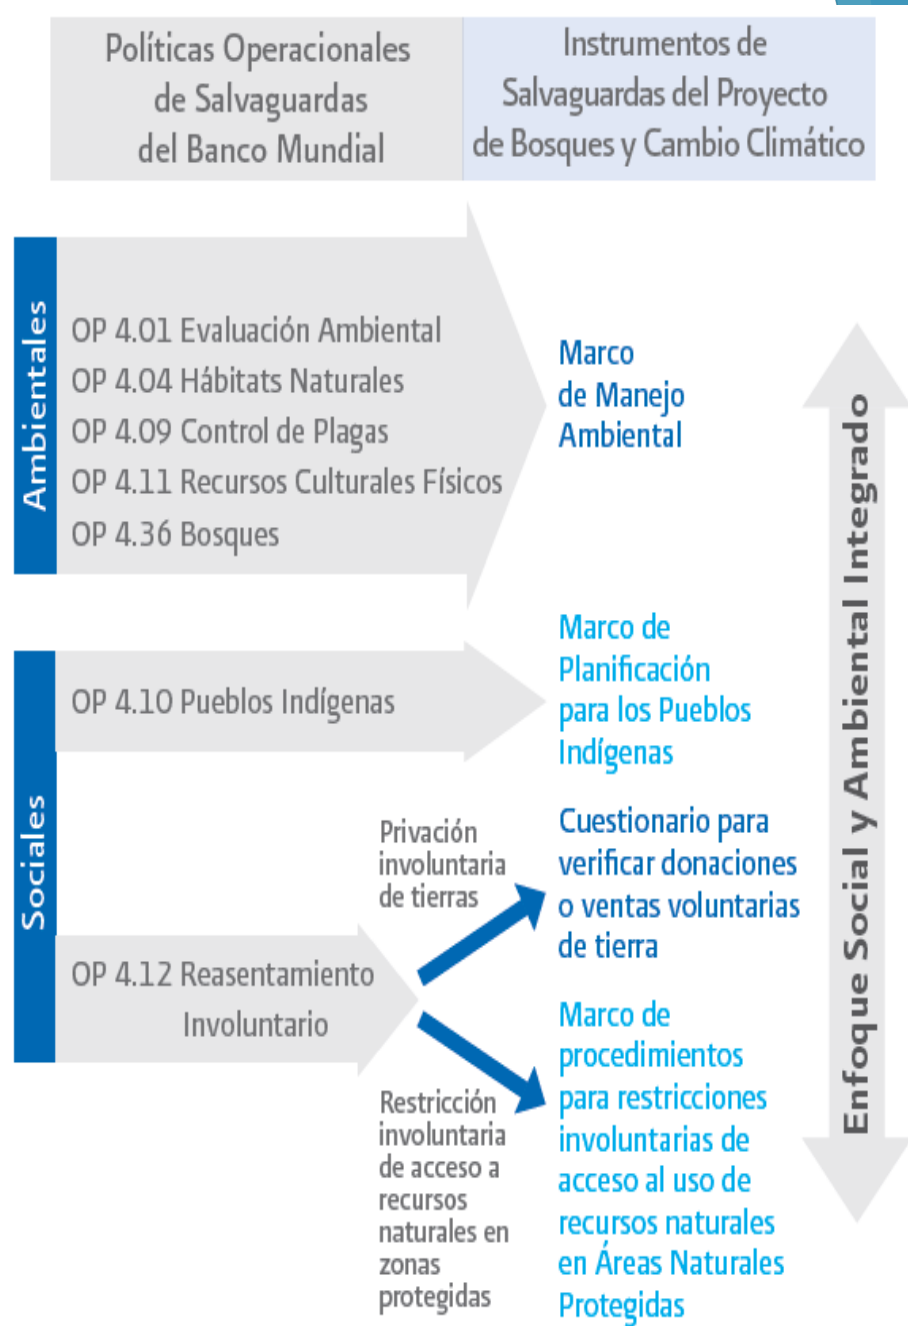 Políticas Operacionales
de Salvaguardas
del Banco Mundial
Instrumentos de
Salvaguardas del Proyecto
de Bosques y Cambio Climático
Ambientales
OP 4.01 Evaluación Ambiental
OP 4.04 Hábitats Naturales
OP 4.09 Control de Plagas
OP 4.11 Recursos Culturales Físicos
OP 4.36 Bosques
Marco
de Manejo
Ambiental
Sociales
OP 4.10 Pueblos Indígenas
Marco de
Planificación
para los Pueblos
Indígenas
OP 4.12 Reasentamiento
Involuntario
Privación
involuntaria
de tierras
Cuestionario para
verificar donaciones
o ventas voluntarias
de tierra
Restricción
involuntaria
de acceso a
recursos
naturales en
zonas
protegidas
Marco de
procedimientos
para restricciones
involuntarias de
acceso al uso de
recursos naturales
en Áreas Naturales
Protegidas
Enfoque Social y Ambiental Integrado